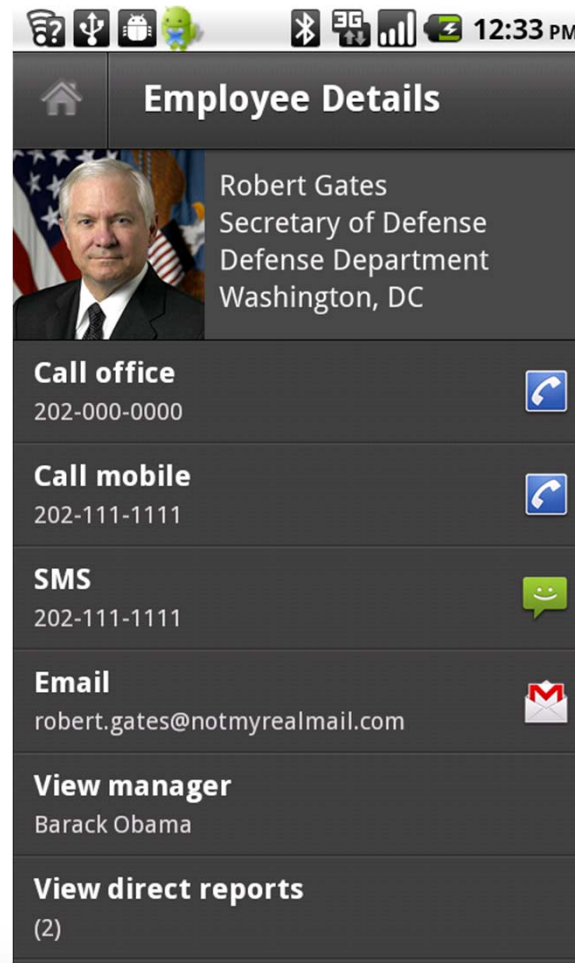 3G
12:33 PM
Employee Details
Robert Gates
Secretary of Defense
Defense Department
Washington, DC
Call office
202-000-0000
Call mobile
202-111-1111
SMS
202-111-1111
Email
robert.gates@notmyrealmail.com
View manager
Barack Obama
View direct reports
(2)